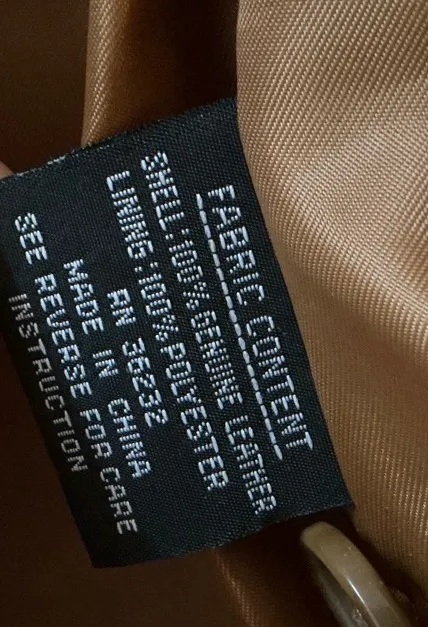 FABRIC CONTENT
SHELL:100% GENUINE LEATHER
LINING:100% POLYESTER
RN 36232
MADE IN CHINA
SEE REVERSE FOR CARE
INSTRUCTION